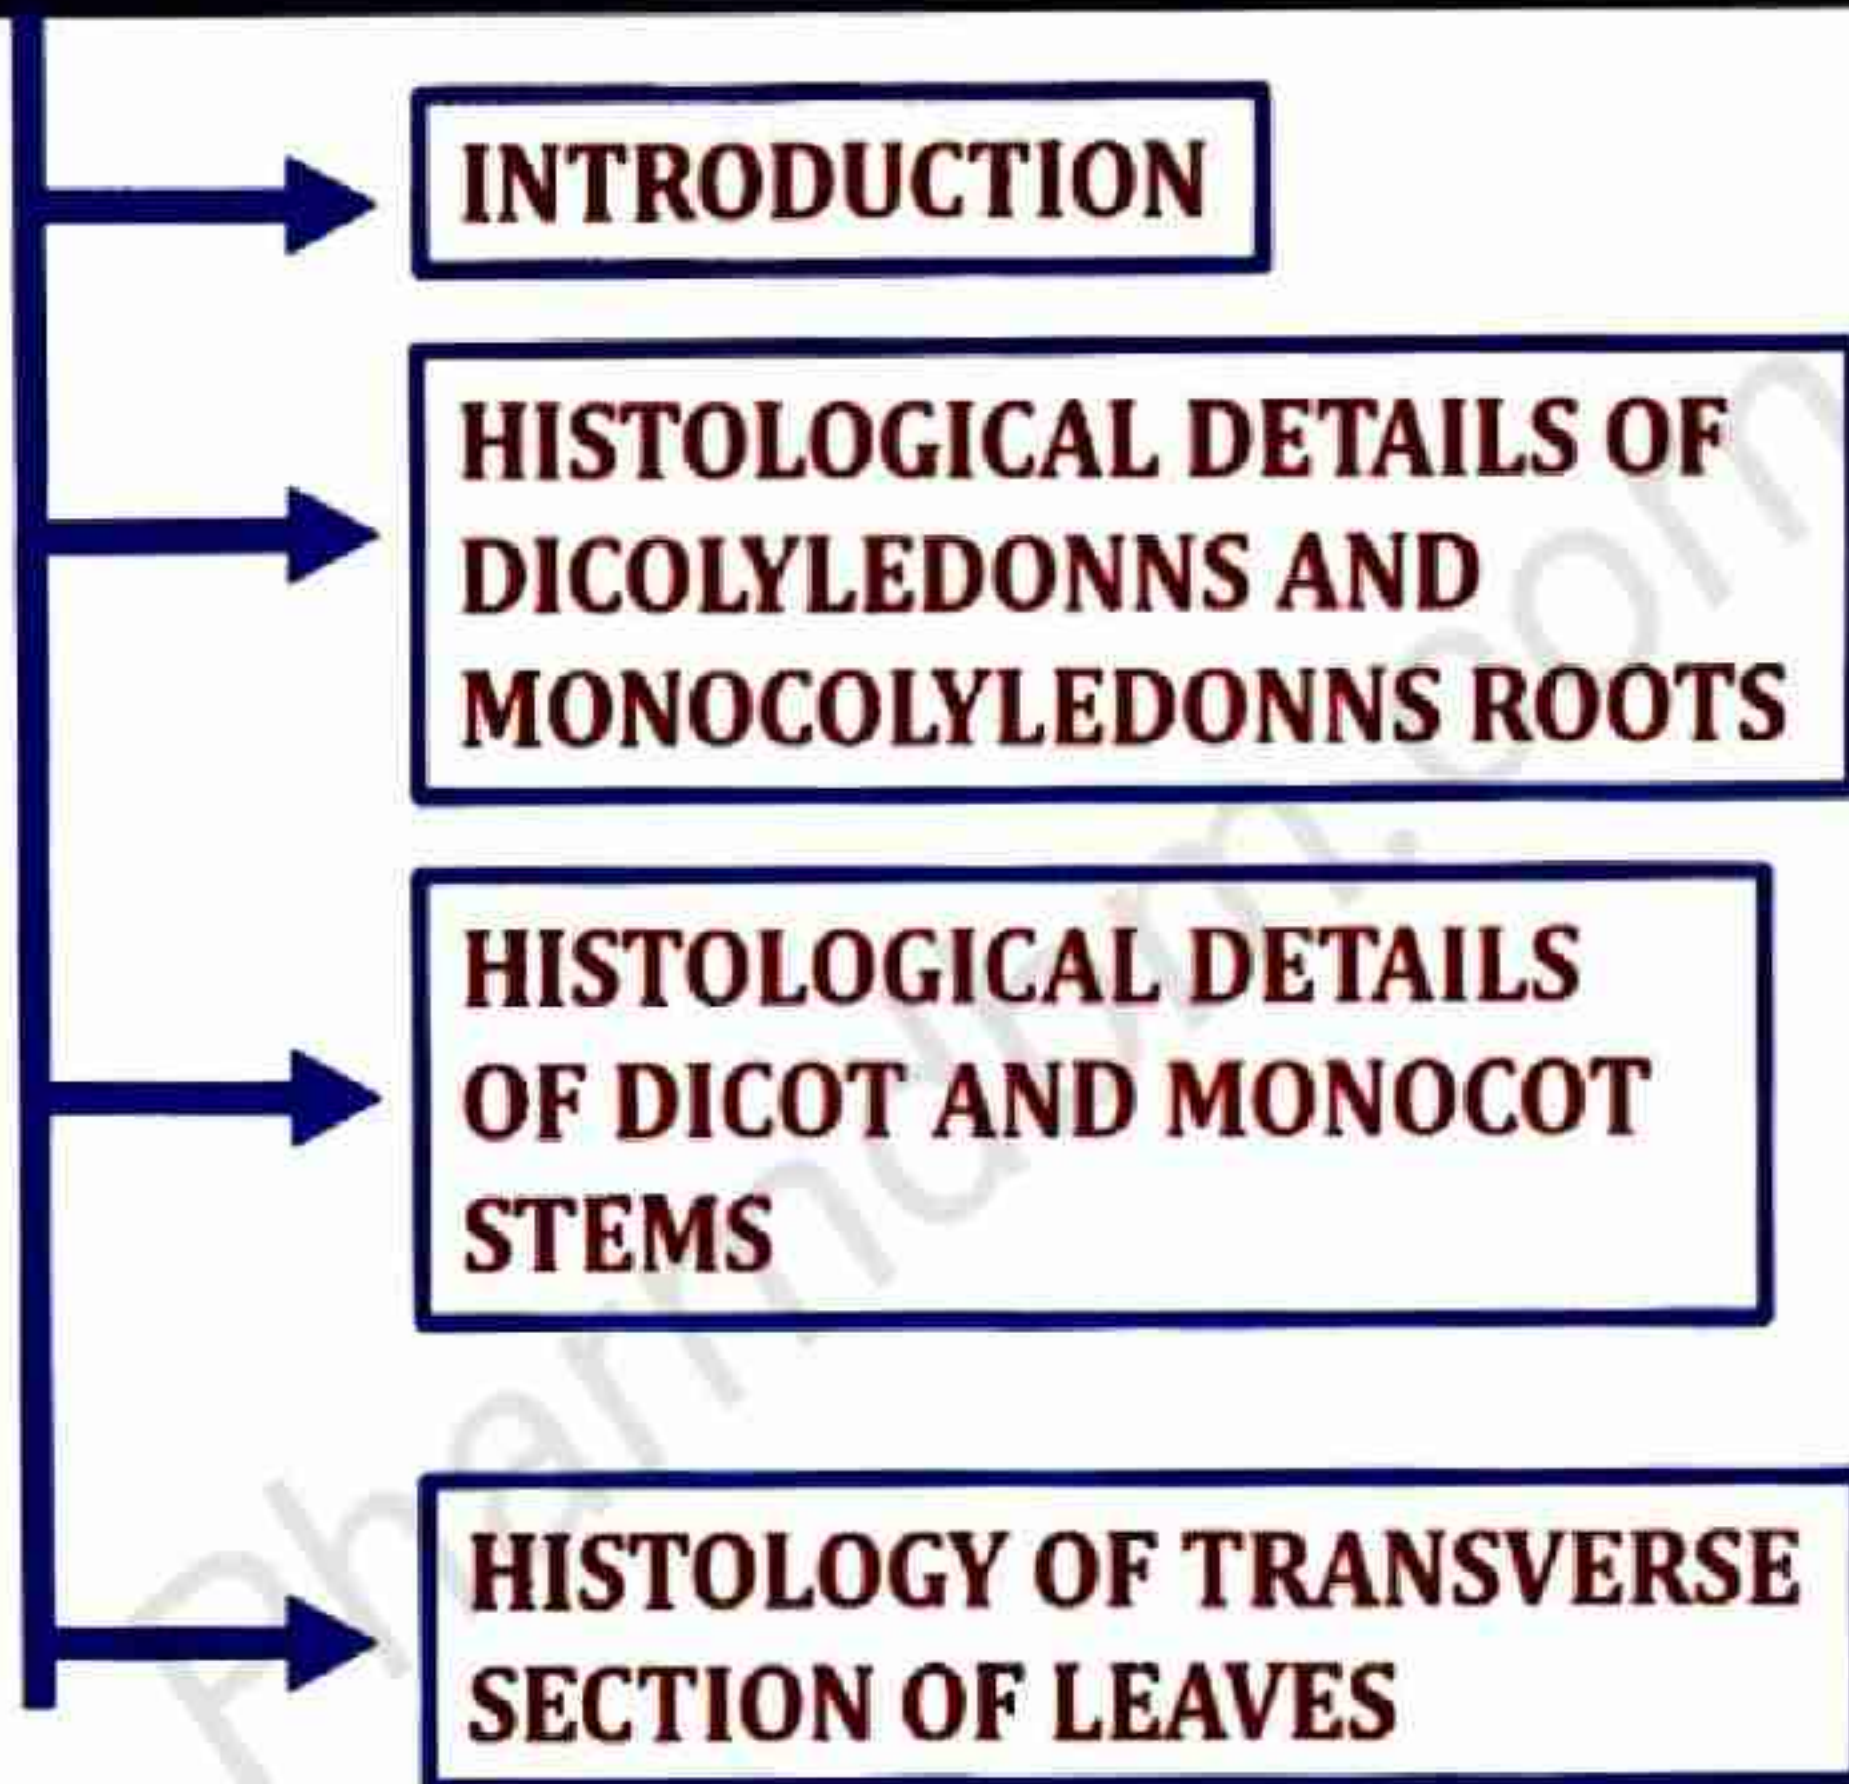 INTRODUCTION
HISTOLOGICAL DETAILS OF
DICOLYLEDONNS AND
MONOCOLYLEDONNS ROOTS
HISTOLOGICAL DETAILS
OF DICOT AND MONOCOT
STEMS
HISTOLOGY OF TRANSVERSE
SECTION OF LEAVES